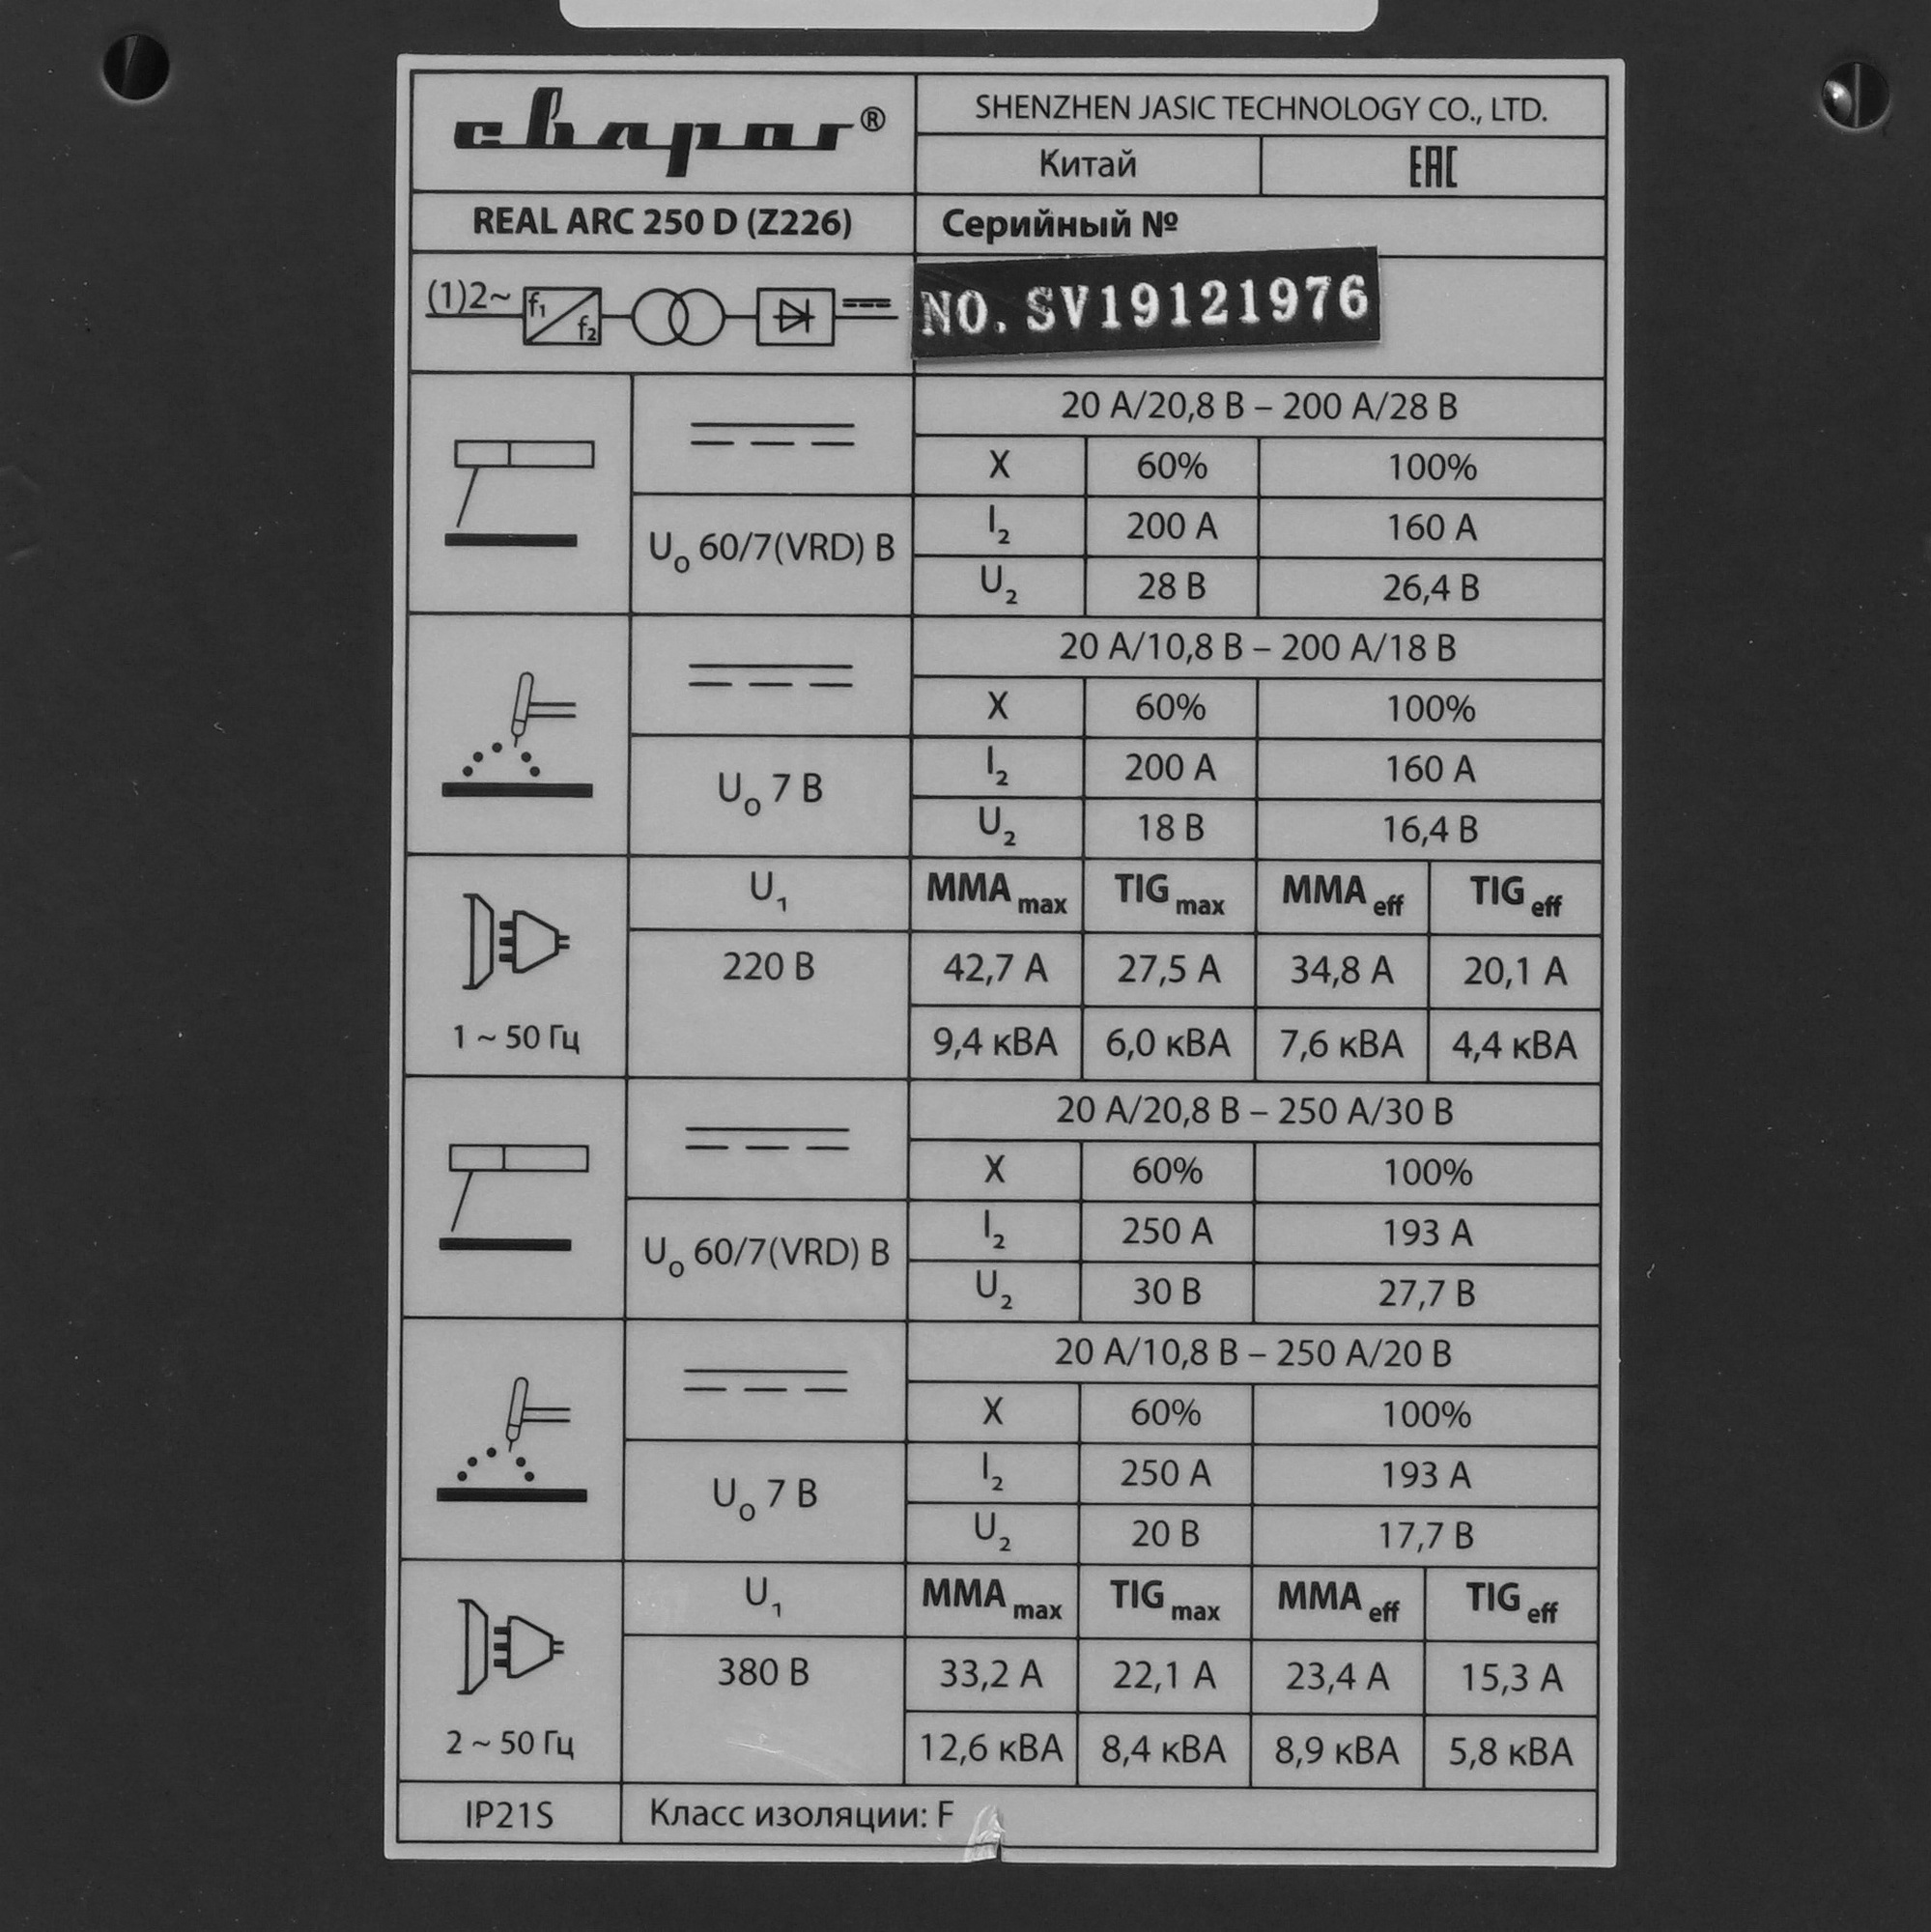 сварог®
SHENZHEN JASIC TECHNOLOGY CO., LTD.
Китай
EAC
REAL ARC 250 D (Z226)
Серийный №
(1)2~ f₁ f₂
NO. SV19121976
20 А/20,8 В – 200 А/28 В
X 60% 100%
I₂ 200 А 160 А
U₀ 60/7(VRD) В
U₂ 28 В 26,4 В
20 А/10,8 В – 200 А/18 В
X 60% 100%
I₂ 200 А 160 А
U₀ 7 В
U₂ 18 В 16,4 В
U₁ MMA max TIG max MMA eff TIG eff
220 В 42,7 А 27,5 А 34,8 А 20,1 А
1 ~ 50 Гц 9,4 кВА 6,0 кВА 7,6 кВА 4,4 кВА
20 А/20,8 В – 250 А/30 В
X 60% 100%
I₂ 250 А 193 А
U₀ 60/7(VRD) В
U₂ 30 В 27,7 В
20 А/10,8 В – 250 А/20 В
X 60% 100%
I₂ 250 А 193 А
U₀ 7 В
U₂ 20 В 17,7 В
U₁ MMA max TIG max MMA eff TIG eff
380 В 33,2 А 22,1 А 23,4 А 15,3 А
2 ~ 50 Гц 12,6 кВА 8,4 кВА 8,9 кВА 5,8 кВА
IP21S Класс изоляции: F